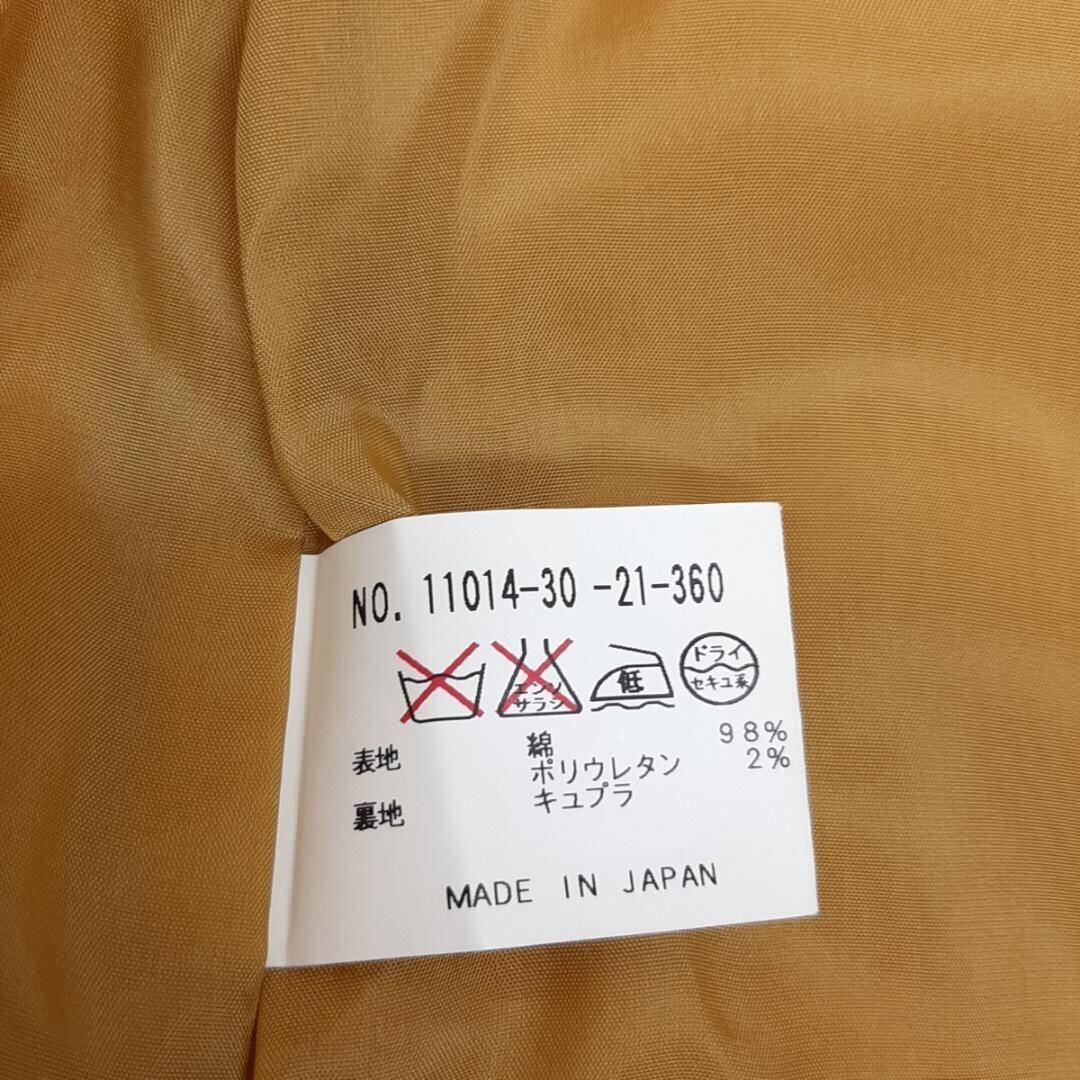 NO. 11014-30 -21-360
エンソ
サラシ
低
ドライ
セキユ系
表地 綿 98%
ポリウレタン 2%
裏地 キュプラ
MADE IN JAPAN